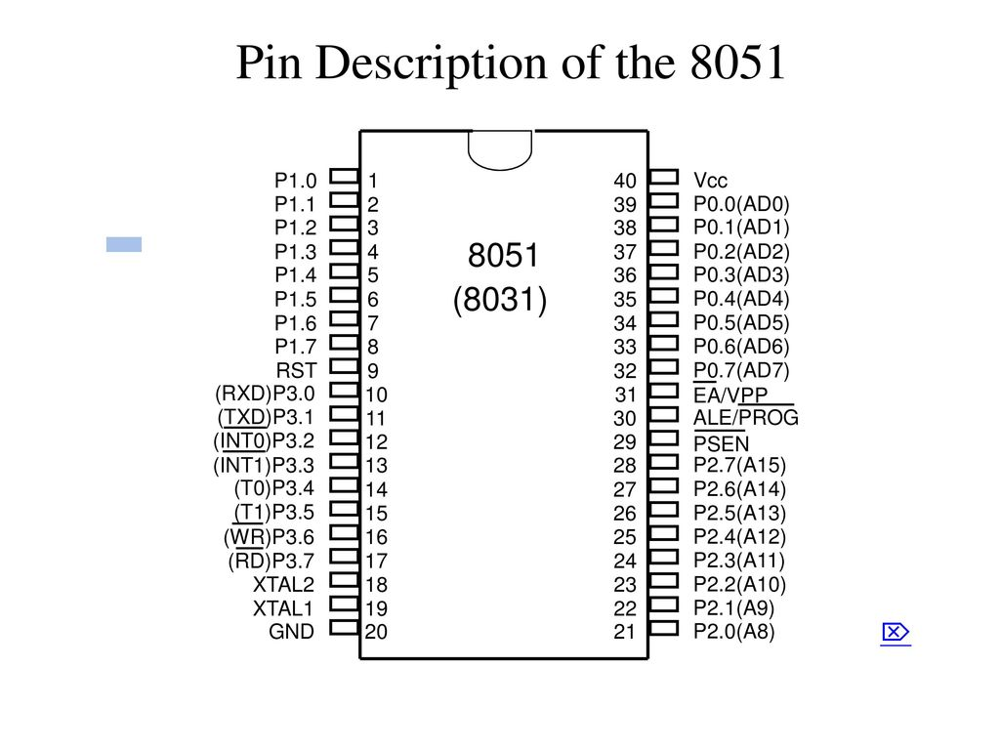 Pin Description of the 8051
P1.0 1 40 Vcc
P1.1 2 39 P0.0(AD0)
P1.2 3 38 P0.1(AD1)
P1.3 4 8051 37 P0.2(AD2)
P1.4 5 36 P0.3(AD3)
P1.5 6 (8031) 35 P0.4(AD4)
P1.6 7 34 P0.5(AD5)
P1.7 8 33 P0.6(AD6)
RST 9 32 P0.7(AD7)
(RXD)P3.0 10 31 E̅A̅/VPP
(TXD)P3.1 11 30 ALE/P̅R̅O̅G̅
(I̅N̅T̅0̅)P3.2 12 29 P̅S̅E̅N̅
(I̅N̅T̅1̅)P3.3 13 28 P2.7(A15)
(T0)P3.4 14 27 P2.6(A14)
(T1)P3.5 15 26 P2.5(A13)
(W̅R̅)P3.6 16 25 P2.4(A12)
(R̅D̅)P3.7 17 24 P2.3(A11)
XTAL2 18 23 P2.2(A10)
XTAL1 19 22 P2.1(A9)
GND 20 21 P2.0(A8)